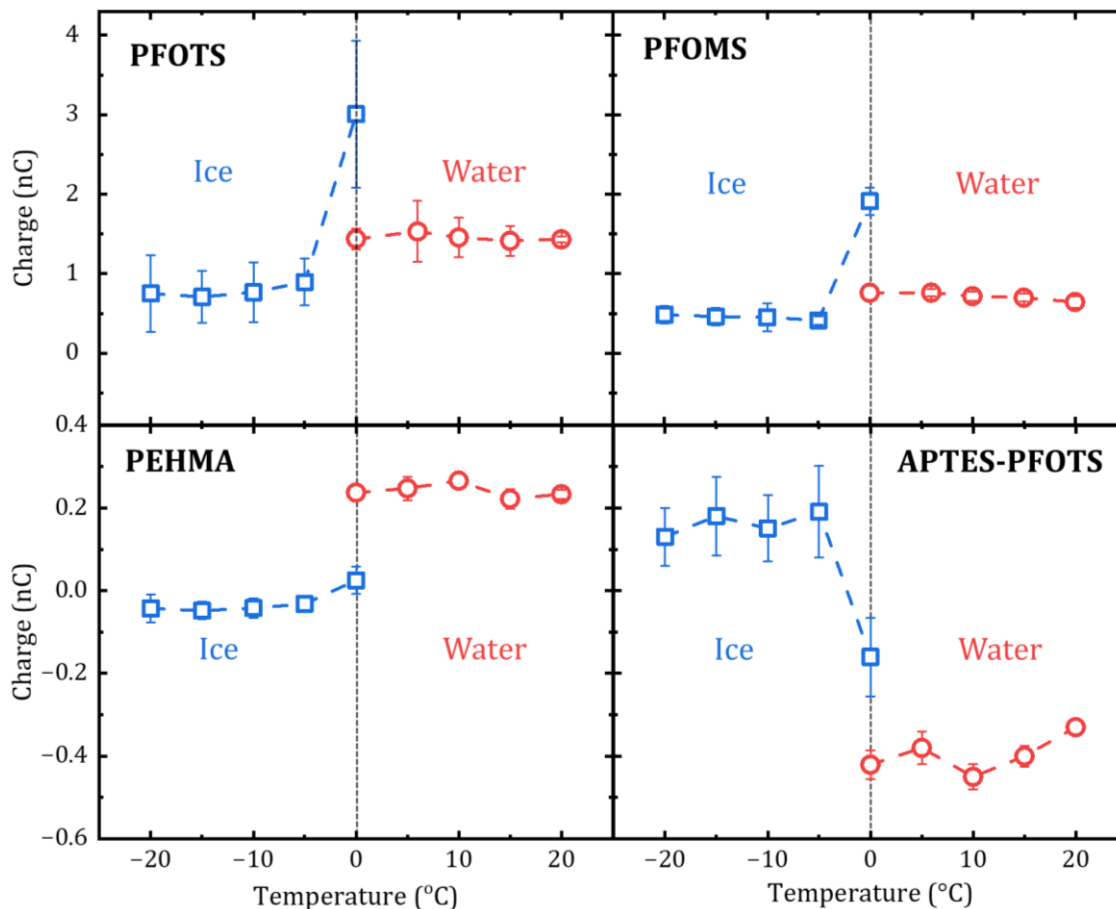 PFOTS
PFOMS
Charge (nC)
4
3
2
1
0
Ice
Water
Ice
Water
PEHMA
APTES-PFOTS
Charge (nC)
0.4
0.2
0.0
−0.2
−0.4
−0.6
Ice
Water
Ice
Water
−20
−10
0
10
20
−20
−10
0
10
20
Temperature (°C)
Temperature (°C)